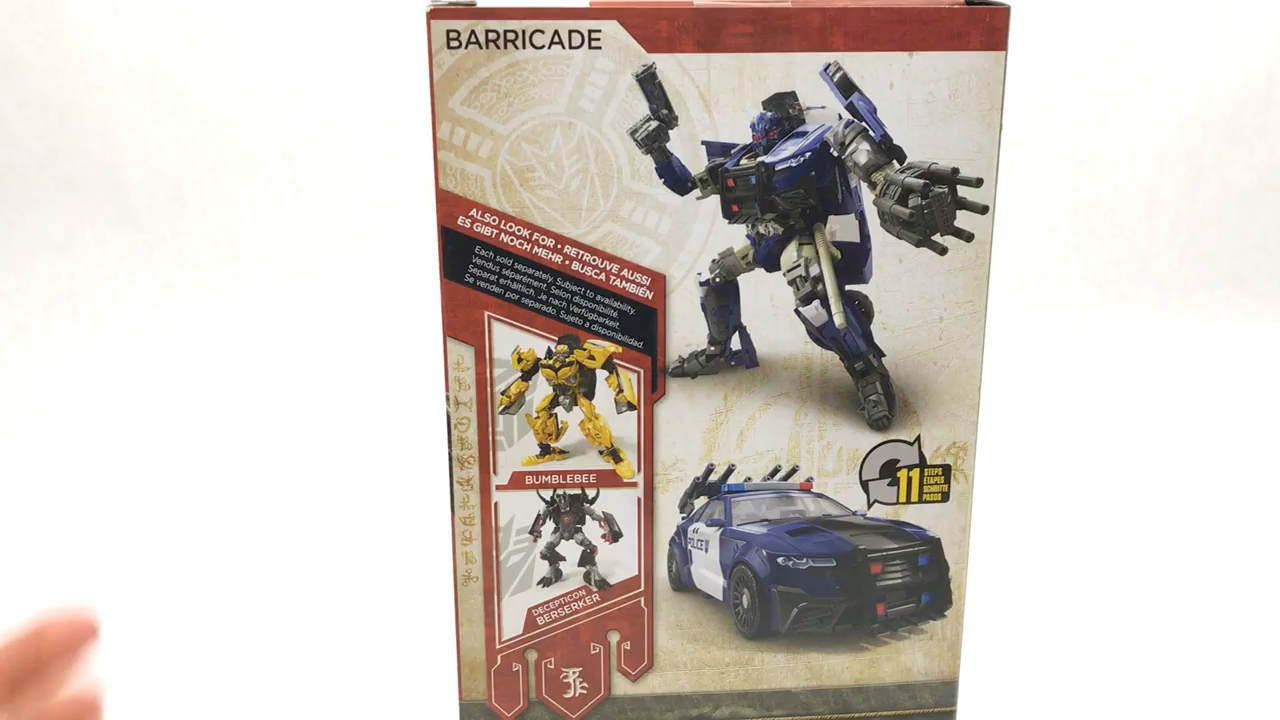 BARRICADE
ALSO LOOK FOR • RETROUVE AUSSI
ES GIBT NOCH MEHR • BUSCA TAMBIÉN
Each sold separately. Subject to availability.
Vendus séparément. Selon disponibilité.
Separat erhältlich. Je nach Verfügbarkeit.
Se venden por separado. Sujeto a disponibilidad.
BUMBLEBEE
DECEPTICON
BERSERKER
11
STEPS
ÉTAPES
SCHRITTE
PASOS
POLICE